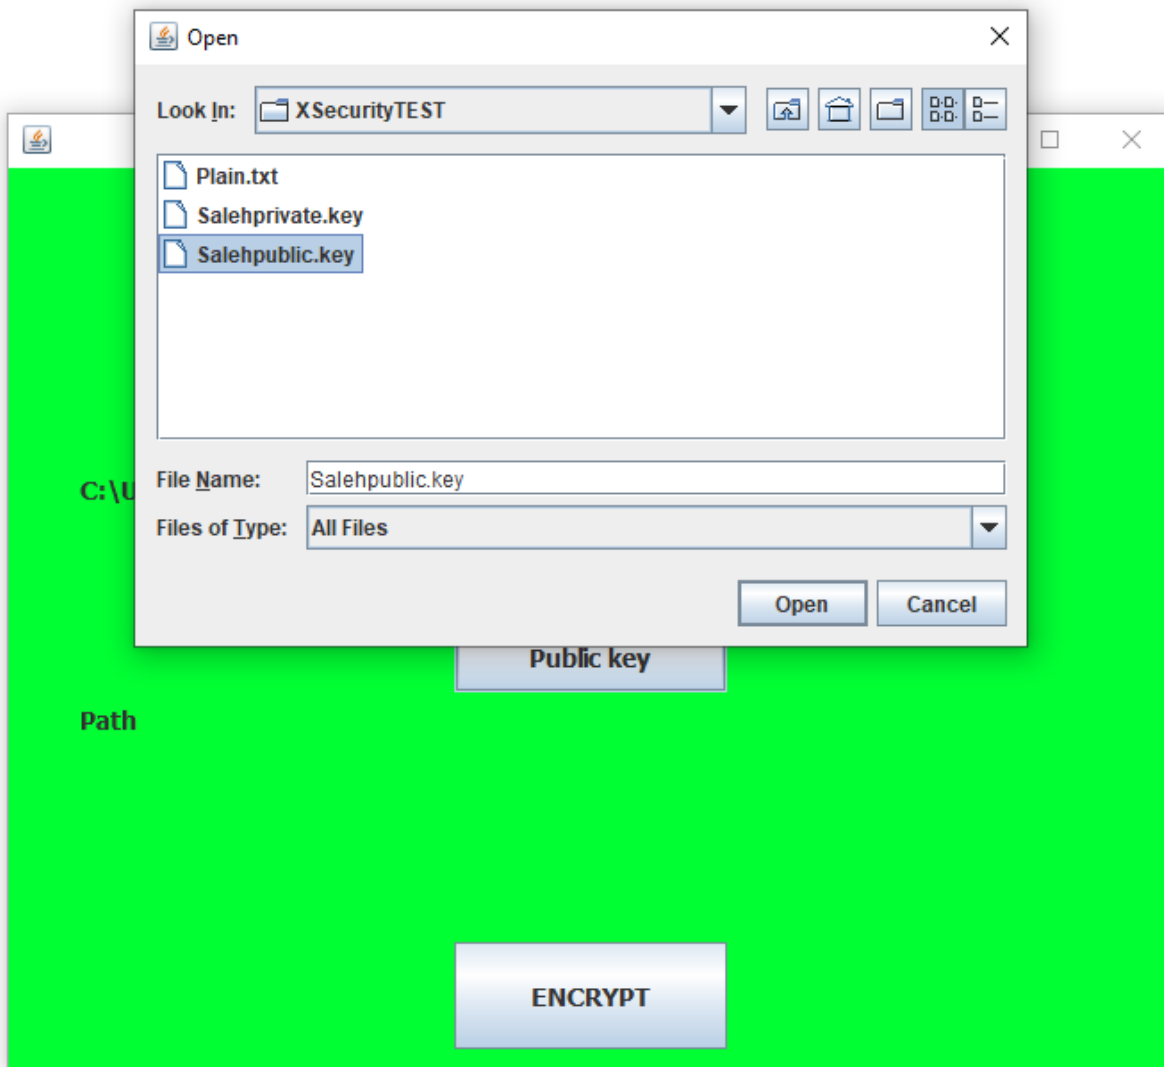 Open
Look In: XSecurityTEST
Plain.txt
Salehprivate.key
Salehpublic.key
File Name: Salehpublic.key
Files of Type: All Files
Open Cancel
C:\U
Public key
Path
ENCRYPT